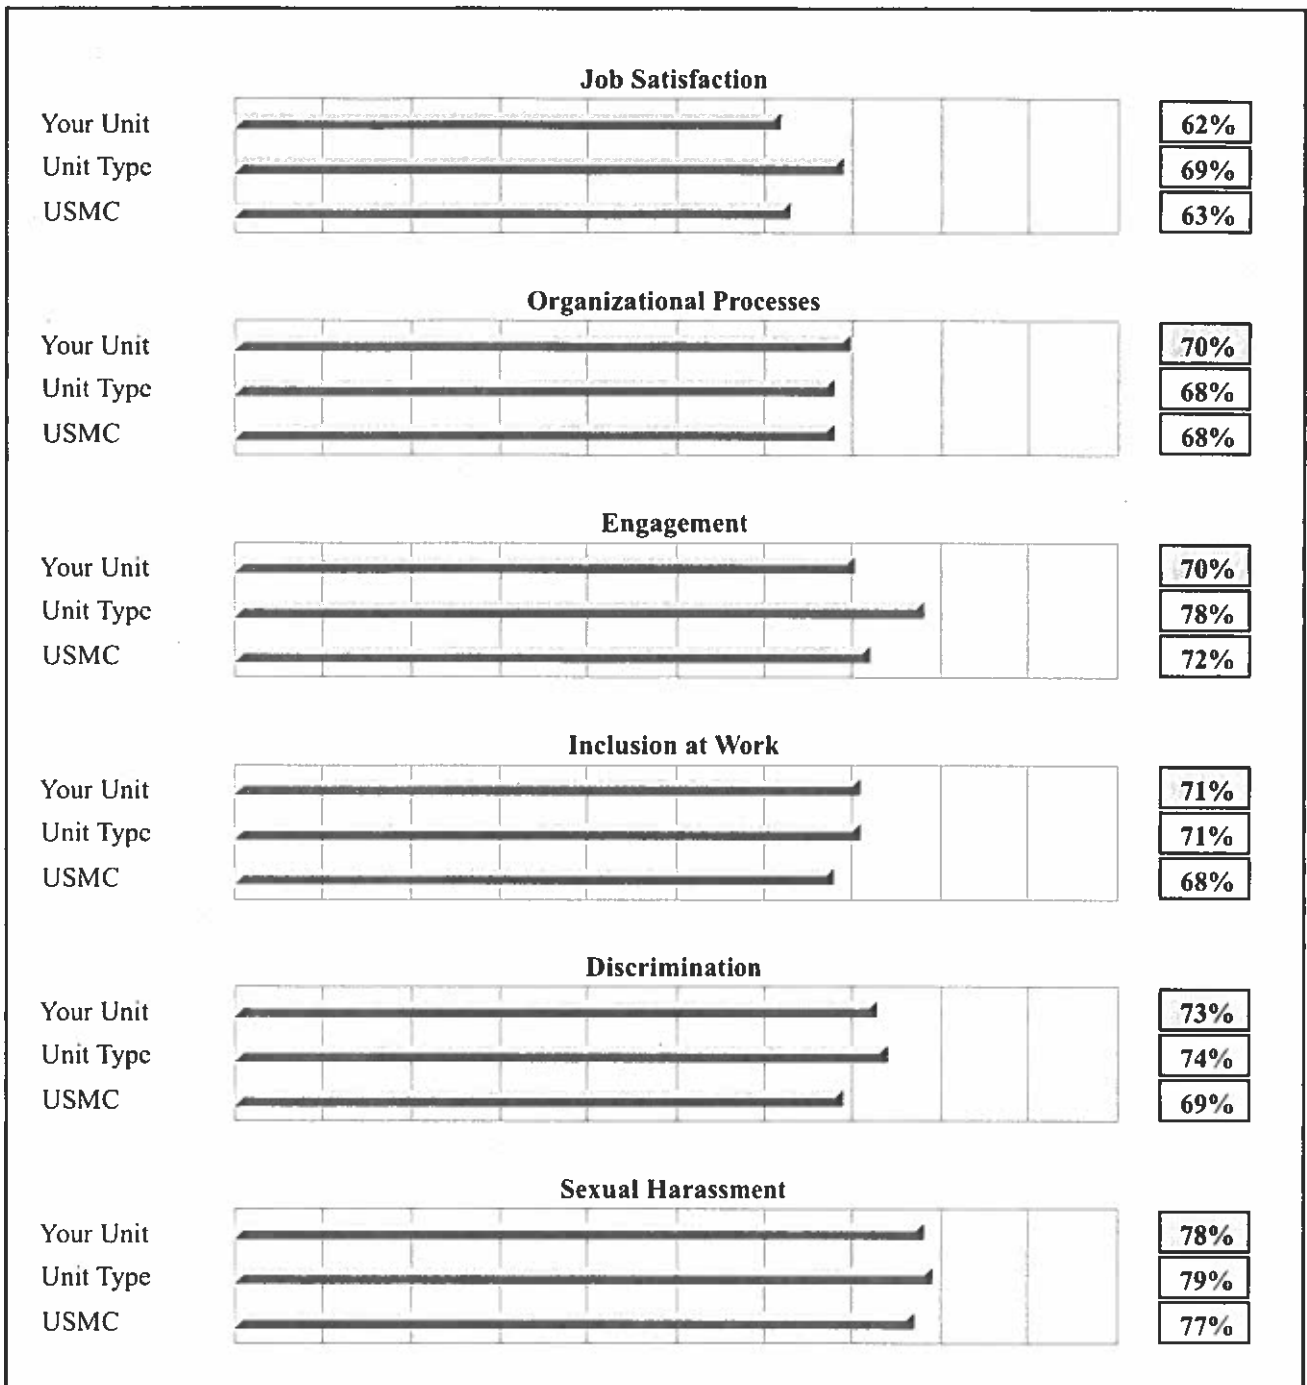 Job Satisfaction
Your Unit 62%
Unit Type 69%
USMC 63%
Organizational Processes
Your Unit 70%
Unit Type 68%
USMC 68%
Engagement
Your Unit 70%
Unit Type 78%
USMC 72%
Inclusion at Work
Your Unit 71%
Unit Type 71%
USMC 68%
Discrimination
Your Unit 73%
Unit Type 74%
USMC 69%
Sexual Harassment
Your Unit 78%
Unit Type 79%
USMC 77%